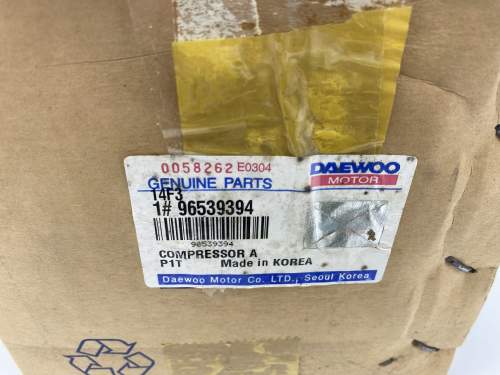 0058262 E0304
GENUINE PARTS
DAEWOO
MOTOR
14F3
1# 96539394
96539394
COMPRESSOR A
P1T Made in KOREA
Daewoo Motor Co. LTD., Seoul Korea